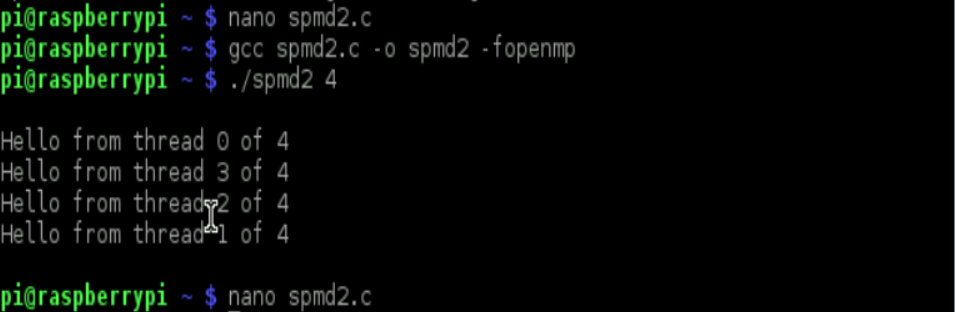 pi@raspberrypi ~ $ nano spmd2.c
pi@raspberrypi ~ $ gcc spmd2.c -o spmd2 -fopenmp
pi@raspberrypi ~ $ ./spmd2 4
Hello from thread 0 of 4
Hello from thread 3 of 4
Hello from thread 2 of 4
Hello from thread 1 of 4
pi@raspberrypi ~ $ nano spmd2.c